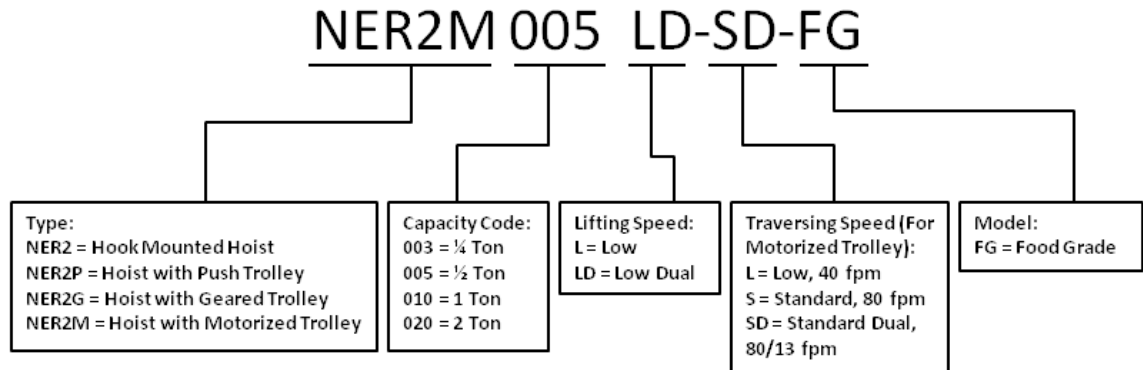 NER2M 005 LD-SD-FG
Type:
NER2 = Hook Mounted Hoist
NER2P = Hoist with Push Trolley
NER2G = Hoist with Geared Trolley
NER2M = Hoist with Motorized Trolley
Capacity Code:
003 = ¼ Ton
005 = ½ Ton
010 = 1 Ton
020 = 2 Ton
Lifting Speed:
L = Low
LD = Low Dual
Traversing Speed (For
Motorized Trolley):
L = Low, 40 fpm
S = Standard, 80 fpm
SD = Standard Dual,
80/13 fpm
Model:
FG = Food Grade